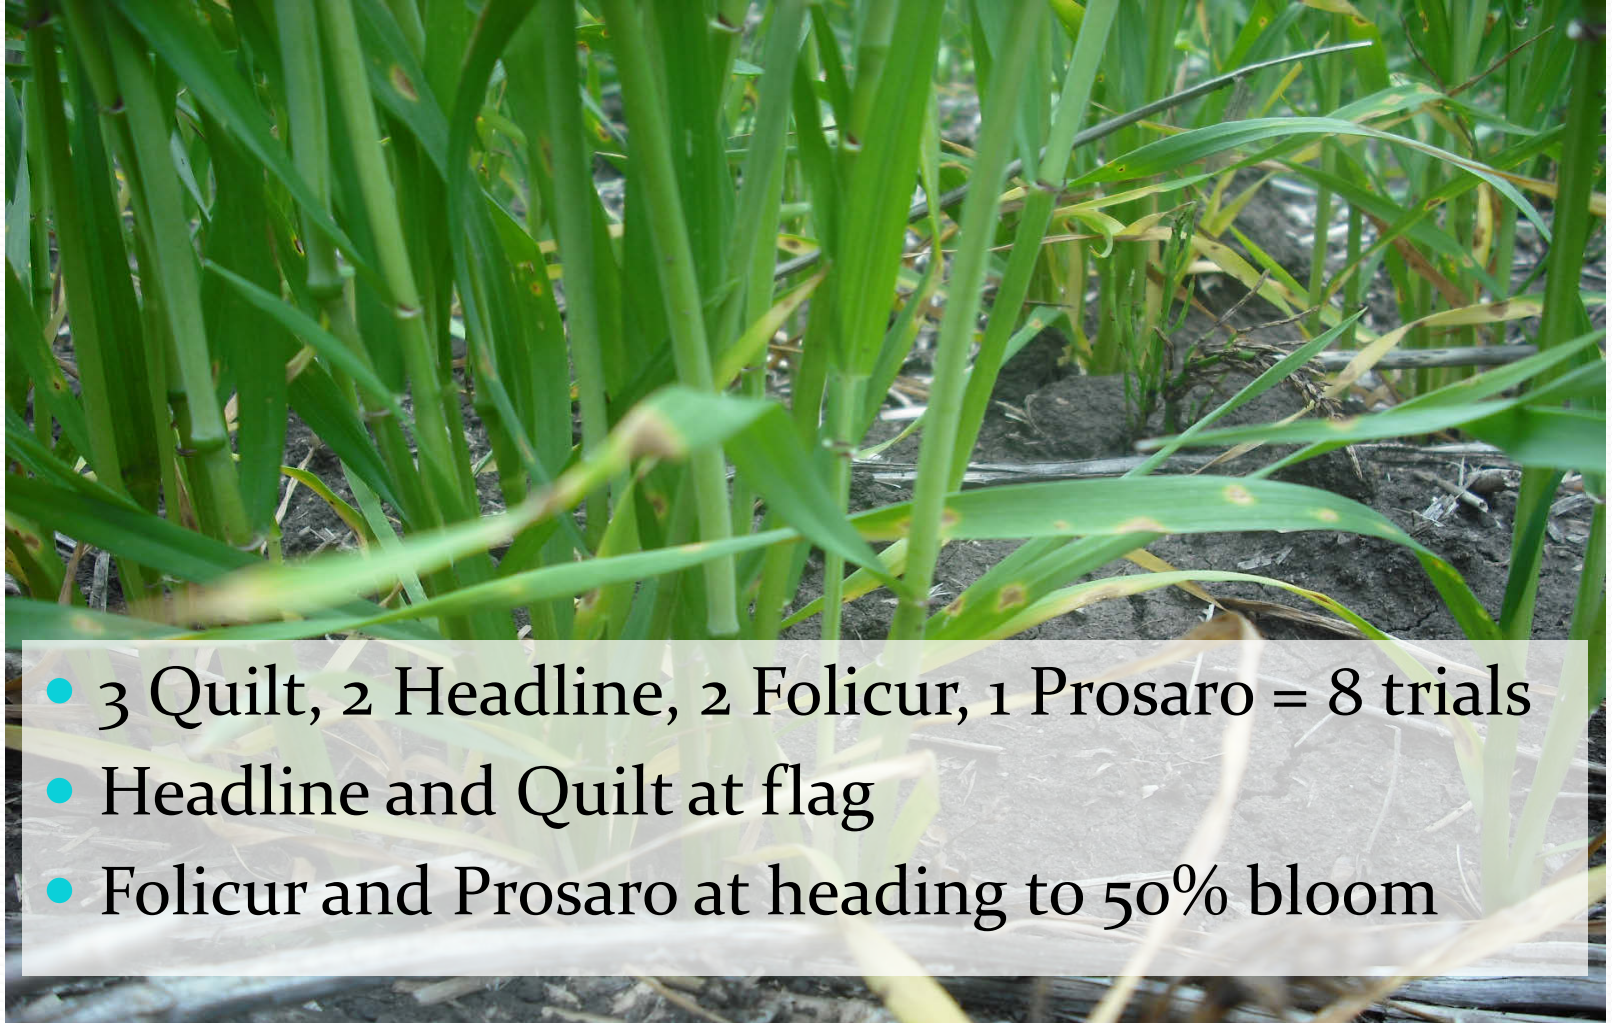 • 3 Quilt, 2 Headline, 2 Folicur, 1 Prosaro = 8 trials
• Headline and Quilt at flag
• Folicur and Prosaro at heading to 50% bloom